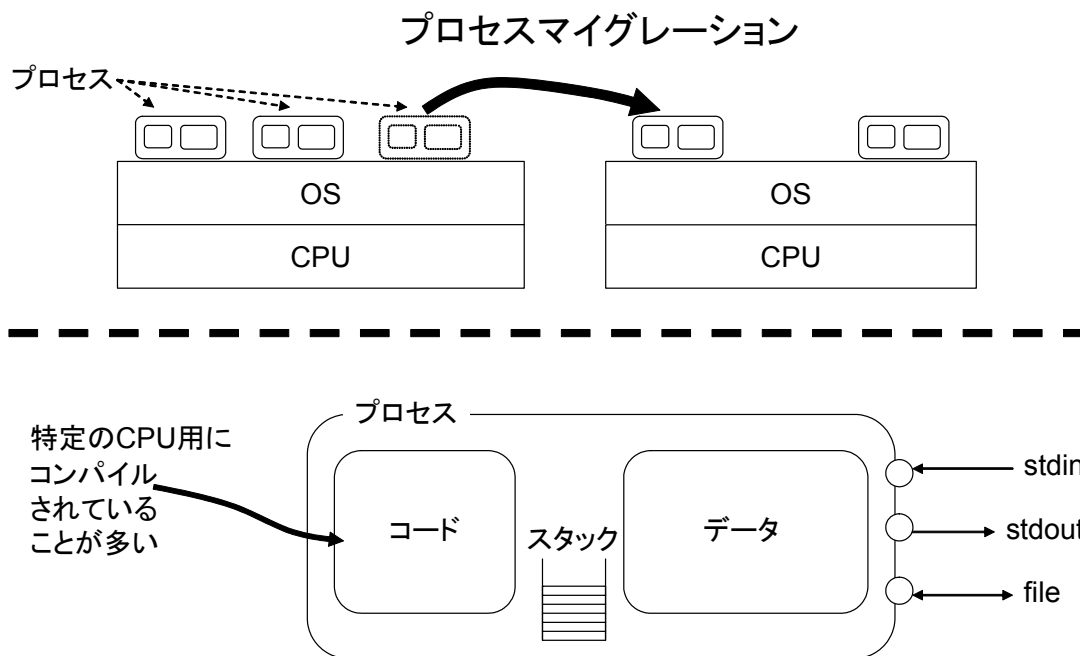 プロセスマイグレーション
プロセス
OS
OS
CPU
CPU
プロセス
特定のCPU用に
コンパイル
されている
ことが多い
コード
スタック
データ
stdin
stdout
file